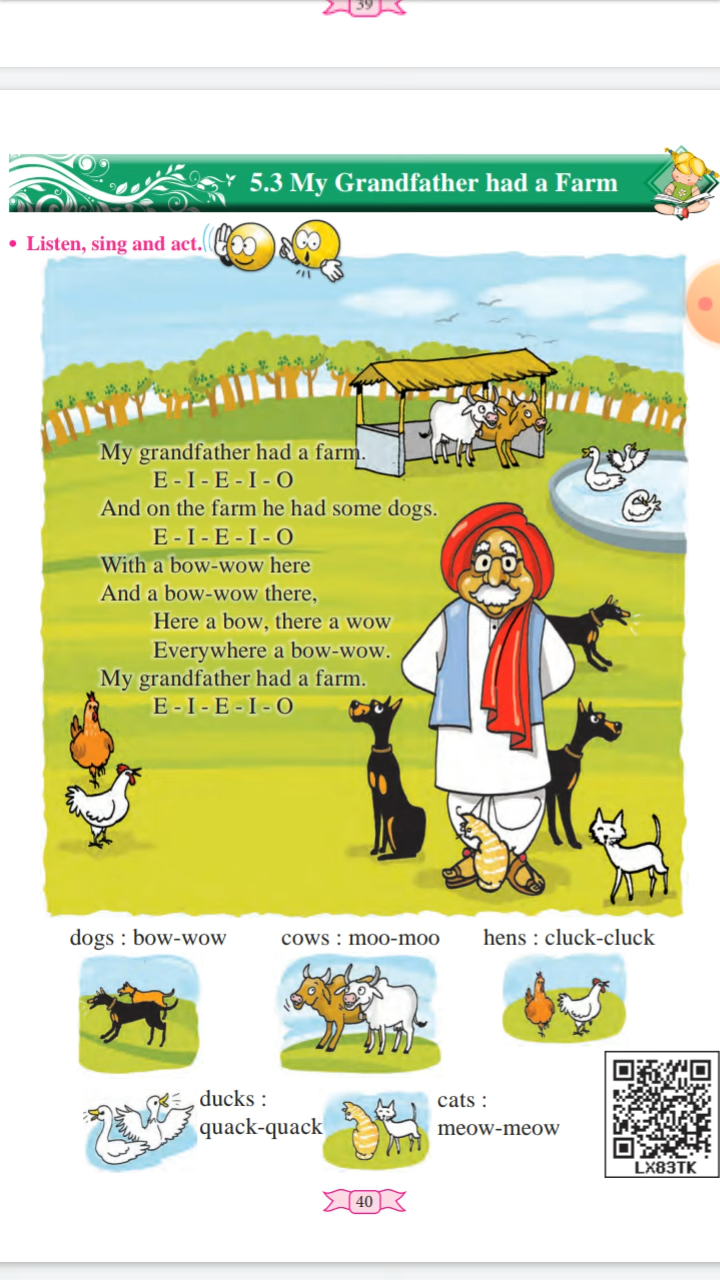 39
5.3 My Grandfather had a Farm
• Listen, sing and act.
My grandfather had a farm.
E - I - E - I - O
And on the farm he had some dogs.
E - I - E - I - O
With a bow-wow here
And a bow-wow there,
Here a bow, there a wow
Everywhere a bow-wow.
My grandfather had a farm.
E - I - E - I - O
dogs : bow-wow
cows : moo-moo
hens : cluck-cluck
ducks :
quack-quack
cats :
meow-meow
LX83TK
40